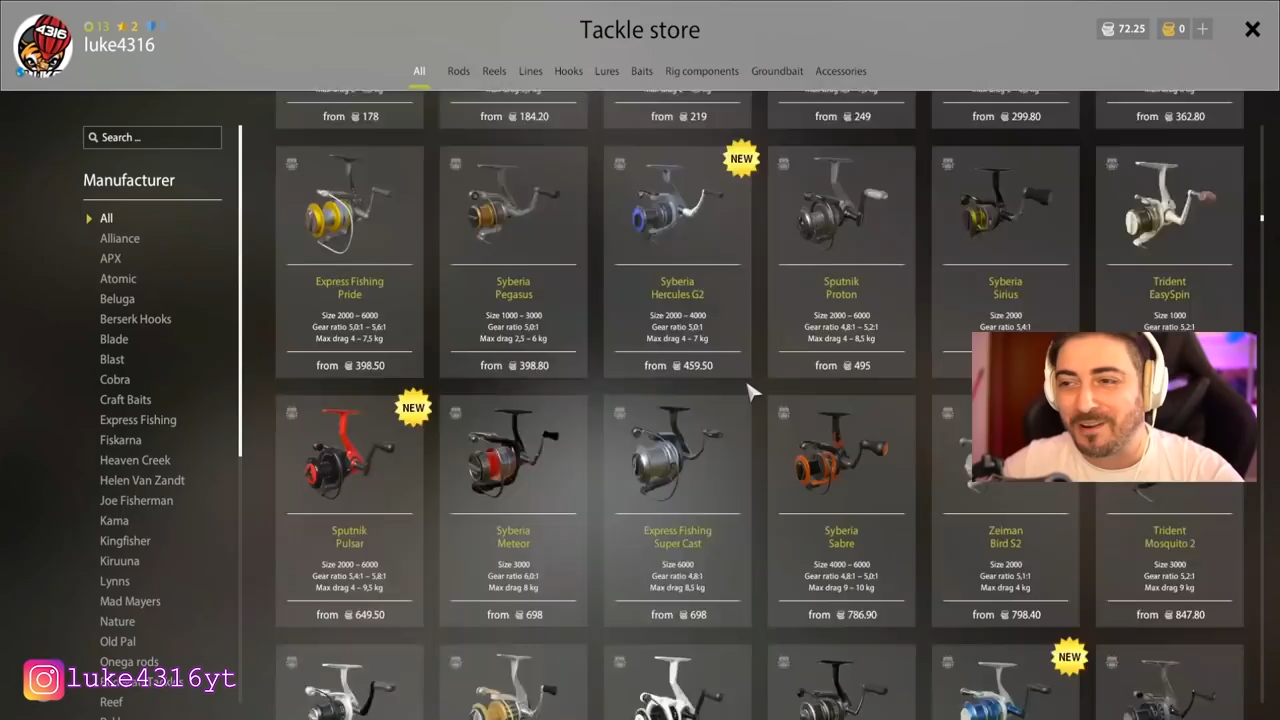 4316
13 2
luke4316
Tackle store
72.25 0 +
All Rods Reels Lines Hooks Lures Baits Rig components Groundbait Accessories
from 178
from 184.20
from 219
from 249
from 299.80
from 362.80
Search ...
Manufacturer
All
Alliance
APX
Atomic
Beluga
Berserk Hooks
Blade
Blast
Cobra
Craft Baits
Express Fishing
Fiskarna
Heaven Creek
Helen Van Zandt
Joe Fisherman
Kama
Kingfisher
Kiruuna
Lynns
Mad Mayers
Nature
Old Pal
Omega rods
Reef
Express Fishing
Pride
Size 2000 – 6000
Gear ratio 5,0:1 – 5,6:1
Max drag 4 – 7,5 kg
from 398.50
Syberia
Pegasus
Size 1000 – 3000
Gear ratio 5,0:1
Max drag 2,5 – 6 kg
from 398.80
NEW
Syberia
Hercules G2
Size 2000 – 4000
Gear ratio 5,0:1
Max drag 4 – 7 kg
from 459.50
Sputnik
Proton
Size 2000 – 6000
Gear ratio 4,8:1 – 5,2:1
Max drag 4 – 8,5 kg
from 495
Syberia
Sirius
Size 2000
Gear ratio 5,4:1
Trident
EasySpin
Size 1000
Gear ratio 5,2:1
NEW
Sputnik
Pulsar
Size 2000 – 6000
Gear ratio 5,4:1 – 5,8:1
Max drag 4 – 9,5 kg
from 649.50
Syberia
Meteor
Size 3000
Gear ratio 6,0:1
Max drag 8 kg
from 698
Express Fishing
Super Cast
Size 6000
Gear ratio 4,8:1
Max drag 8,5 kg
from 698
Syberia
Sabre
Size 4000 – 6000
Gear ratio 4,8:1 – 5,0:1
Max drag 9 – 10 kg
from 786.90
Zeiman
Bird S2
Size 2000
Gear ratio 5,1:1
Max drag 4 kg
from 798.40
Trident
Mosquito 2
Size 3000
Gear ratio 5,2:1
Max drag 9 kg
from 847.80
NEW
luke4316yt